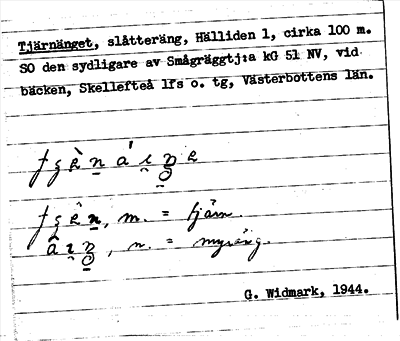 Tjärnänget, slåtteräng, Hälliden 1, cirka 100 m.
SO den sydligare av Smågräggtj:a kG 51 NV, vid
bäcken, Skellefteå lfs o. tg, Västerbottens län.
m. = tjärn.
n. = myräng.
G. Widmark, 1944.